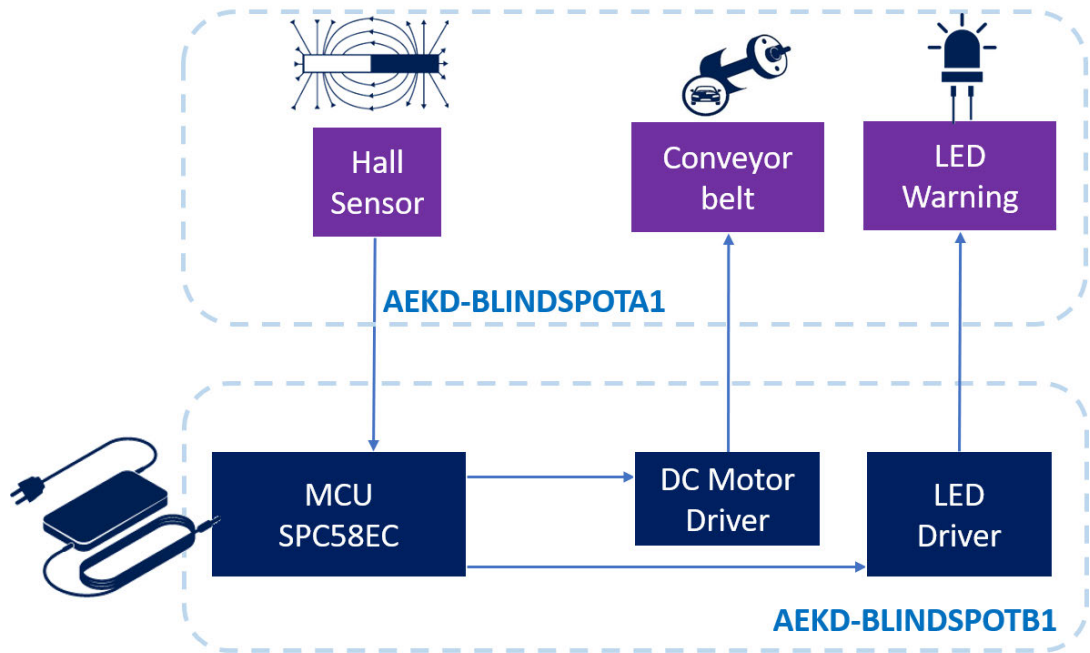 Hall
Sensor
Conveyor
belt
LED
Warning
AEKD-BLINDSPOTA1
MCU
SPC58EC
DC Motor
Driver
LED
Driver
AEKD-BLINDSPOTB1